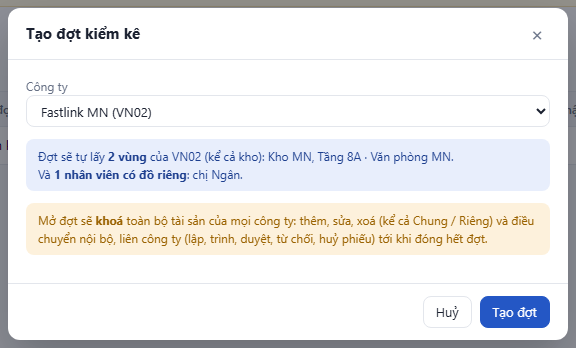 Tạo đợt kiểm kê
×
Công ty
Fastlink MN (VN02)
Đợt sẽ tự lấy 2 vùng của VN02 (kể cả kho): Kho MN, Tầng 8A · Văn phòng MN.
Và 1 nhân viên có đồ riêng: chị Ngân.
Mở đợt sẽ khoá toàn bộ tài sản của mọi công ty: thêm, sửa, xoá (kể cả Chung / Riêng) và điều
chuyển nội bộ, liên công ty (lập, trình, duyệt, từ chối, huỷ phiếu) tới khi đóng hết đợt.
Huỷ
Tạo đợt